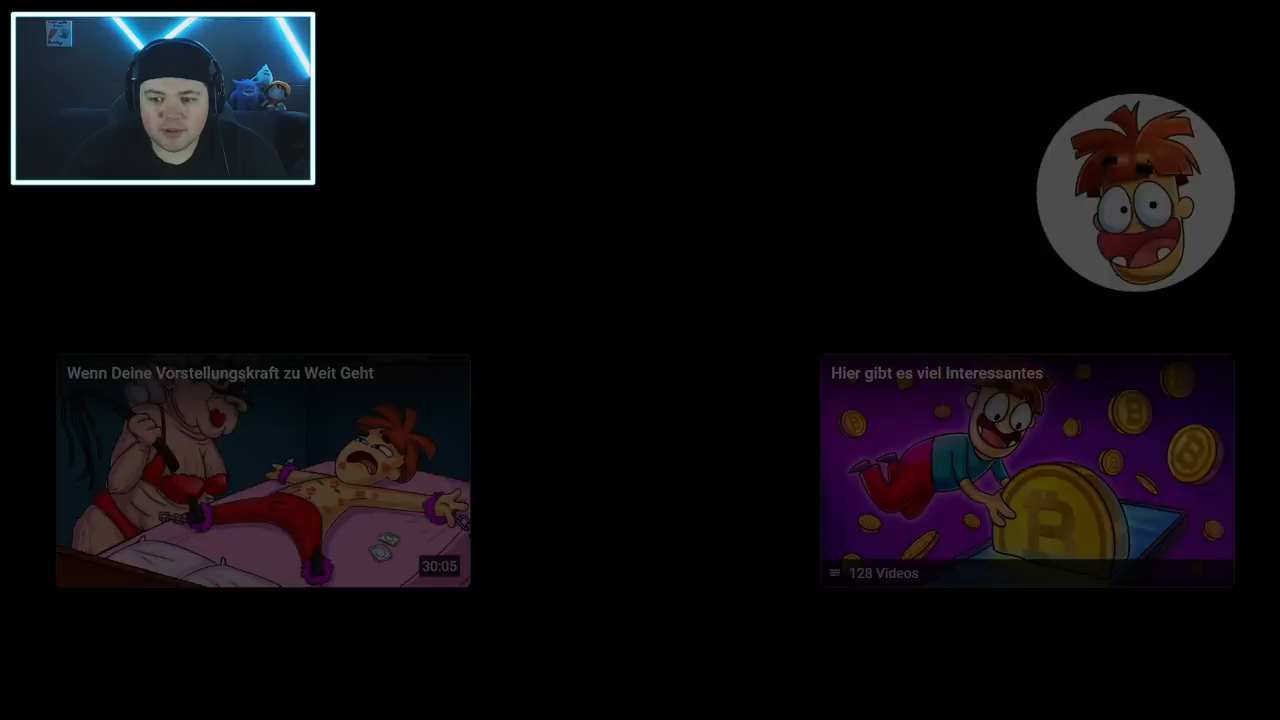 Wenn Deine Vorstellungskraft zu Weit Geht
Hier gibt es viel Interessantes
30:05
128 Videos